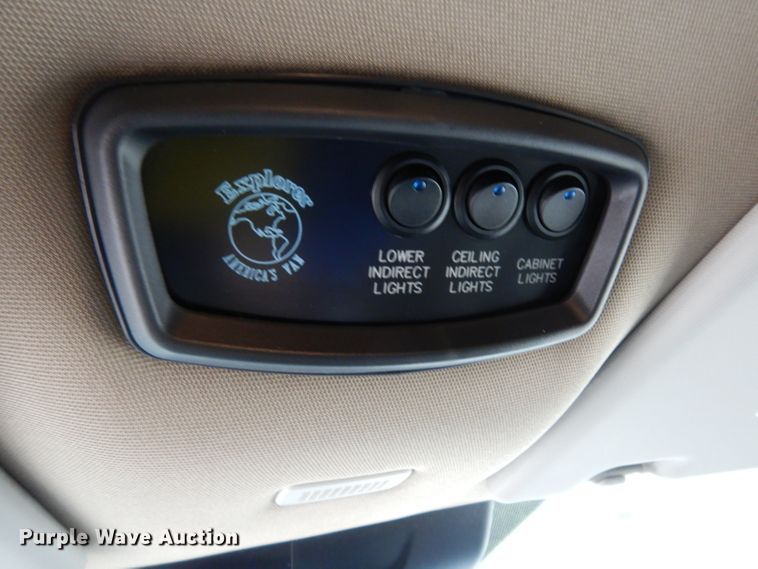 Explorer
AMERICA'S VAN
LOWER
INDIRECT
LIGHTS
CEILING
INDIRECT
LIGHTS
CABINET
LIGHTS
Purple Wave Auction